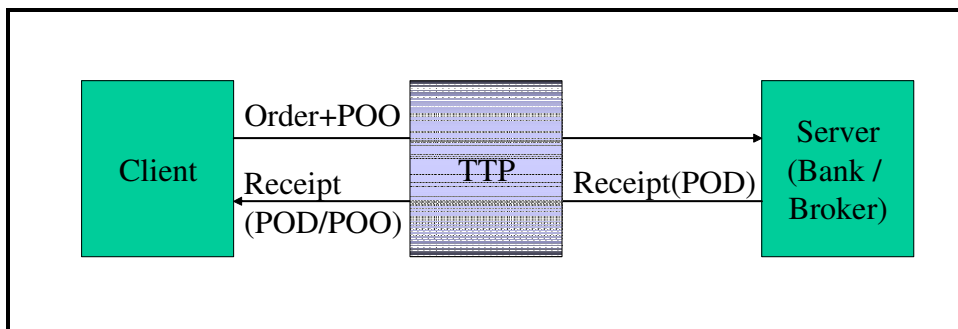 Order+POO
Client
Receipt
(POD/POO)
TTP
Receipt(POD)
Server
(Bank /
Broker)